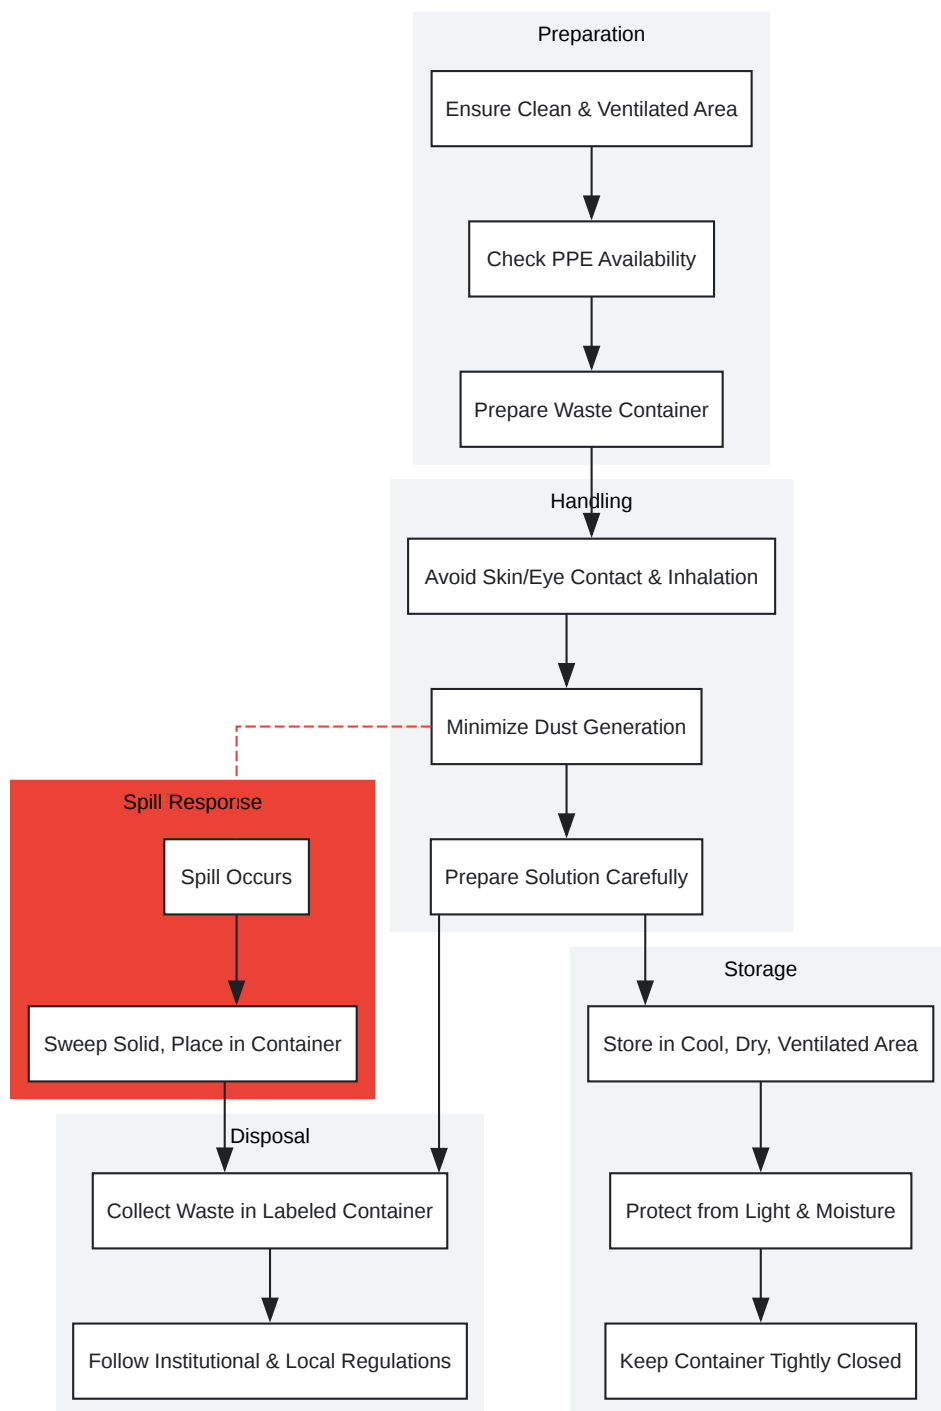 Preparation
Ensure Clean & Ventilated Area
Check PPE Availability
Prepare Waste Container
Handling
Avoid Skin/Eye Contact & Inhalation
Minimize Dust Generation
Prepare Solution Carefully
Spill Response
Spill Occurs
Sweep Solid, Place in Container
Storage
Store in Cool, Dry, Ventilated Area
Protect from Light & Moisture
Keep Container Tightly Closed
Disposal
Collect Waste in Labeled Container
Follow Institutional & Local Regulations